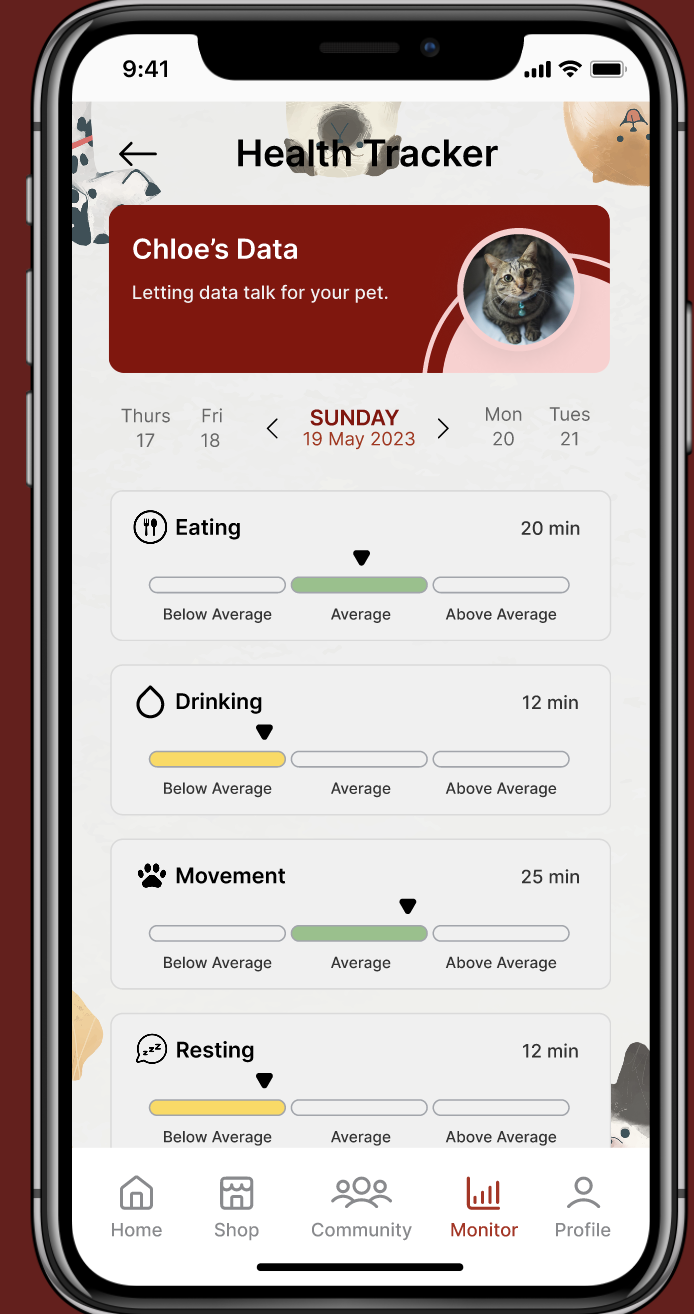 9:41
Health Tracker
Chloe’s Data
Letting data talk for your pet.
Thurs Fri SUNDAY Mon Tues
17 18 19 May 2023 20 21
Eating 20 min
Below Average Average Above Average
Drinking 12 min
Below Average Average Above Average
Movement 25 min
Below Average Average Above Average
zzz
Resting 12 min
Below Average Average Above Average
Home Shop Community Monitor Profile